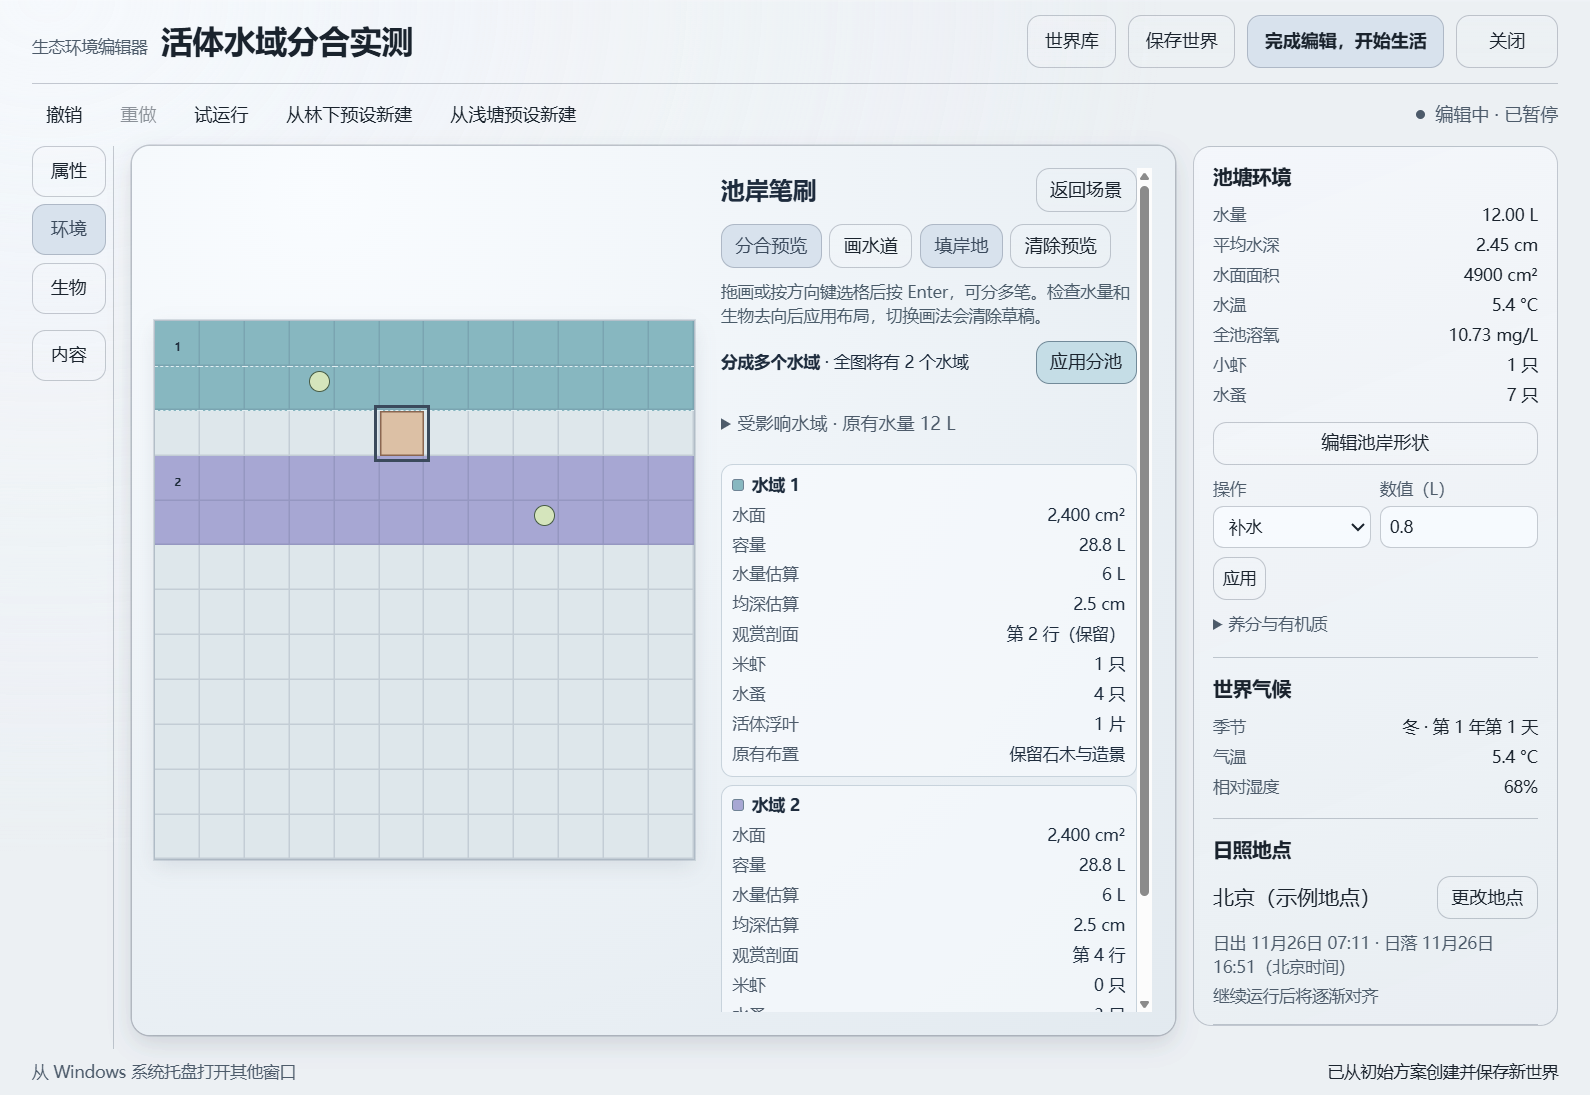 生态环境编辑器 活体水域分合实测
世界库 保存世界 完成编辑，开始生活 关闭
撤销 重做 试运行 从林下预设新建 从浅塘预设新建
编辑中 · 已暂停
属性
环境
生物
内容
1
2
池岸笔刷
返回场景
分合预览 画水道 填岸地 清除预览
拖画或按方向键选格后按 Enter，可分多笔。检查水量和
生物去向后应用布局，切换画法会清除草稿。
分成多个水域 · 全图将有 2 个水域
应用分池
受影响水域 · 原有水量 12 L
水域 1
水面 2,400 cm²
容量 28.8 L
水量估算 6 L
均深估算 2.5 cm
观赏剖面 第 2 行（保留）
米虾 1 只
水蚤 4 只
活体浮叶 1 片
原有布置 保留石木与造景
水域 2
水面 2,400 cm²
容量 28.8 L
水量估算 6 L
均深估算 2.5 cm
观赏剖面 第 4 行
米虾 0 只
池塘环境
水量 12.00 L
平均水深 2.45 cm
水面面积 4900 cm²
水温 5.4 °C
全池溶氧 10.73 mg/L
小虾 1 只
水蚤 7 只
编辑池岸形状
操作 数值（L）
补水 0.8
应用
养分与有机质
世界气候
季节 冬 · 第 1 年第 1 天
气温 5.4 °C
相对湿度 68%
日照地点
北京（示例地点） 更改地点
日出 11月26日 07:11 · 日落 11月26日
16:51（北京时间）
继续运行后将逐渐对齐
从 Windows 系统托盘打开其他窗口
已从初始方案创建并保存新世界